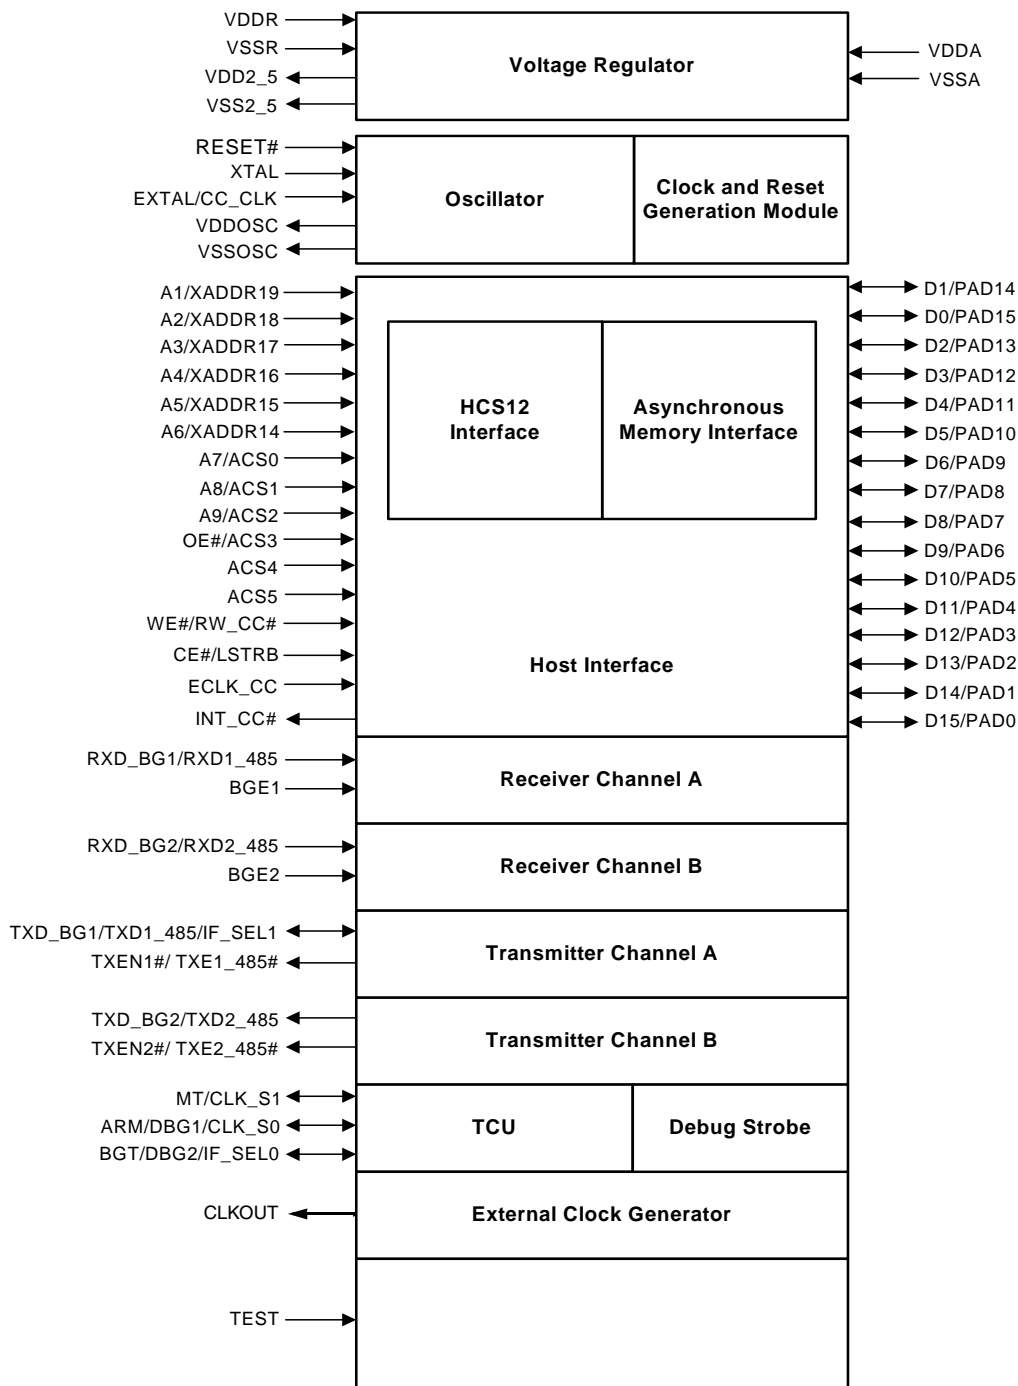 VDDR
VSSR
VDD2_5
VSS2_5
Voltage Regulator
VDDA
VSSA
RESET#
XTAL
EXTAL/CC_CLK
VDDOSC
VSSOSC
Oscillator
Clock and Reset
Generation Module
A1/XADDR19
A2/XADDR18
A3/XADDR17
A4/XADDR16
A5/XADDR15
A6/XADDR14
A7/ACS0
A8/ACS1
A9/ACS2
OE#/ACS3
ACS4
ACS5
WE#/RW_CC#
CE#/LSTRB
ECLK_CC
INT_CC#
HCS12
Interface
Asynchronous
Memory Interface
Host Interface
D1/PAD14
D0/PAD15
D2/PAD13
D3/PAD12
D4/PAD11
D5/PAD10
D6/PAD9
D7/PAD8
D8/PAD7
D9/PAD6
D10/PAD5
D11/PAD4
D12/PAD3
D13/PAD2
D14/PAD1
D15/PAD0
RXD_BG1/RXD1_485
BGE1
Receiver Channel A
RXD_BG2/RXD2_485
BGE2
Receiver Channel B
TXD_BG1/TXD1_485/IF_SEL1
TXEN1#/ TXE1_485#
Transmitter Channel A
TXD_BG2/TXD2_485
TXEN2#/ TXE2_485#
Transmitter Channel B
MT/CLK_S1
ARM/DBG1/CLK_S0
BGT/DBG2/IF_SEL0
TCU
Debug Strobe
CLKOUT
External Clock Generator
TEST